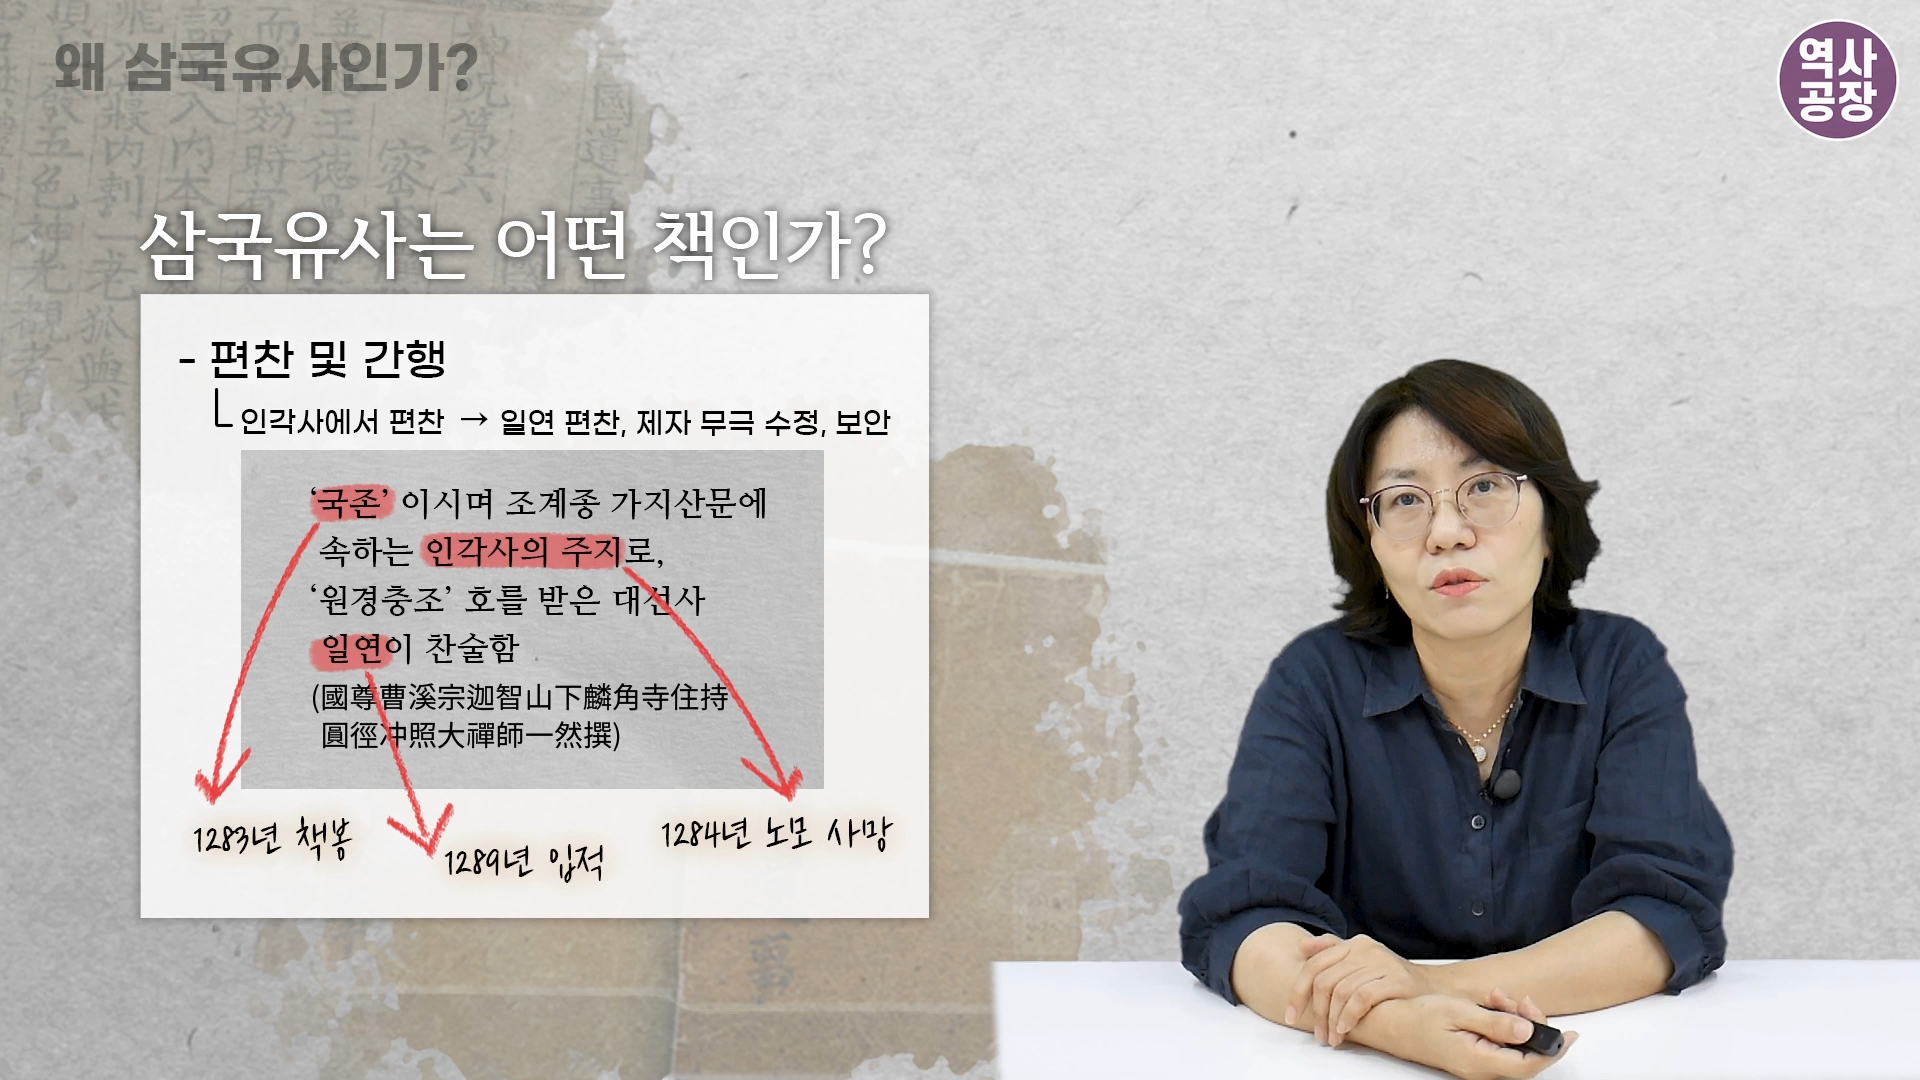 왜 삼국유사인가?
역사
공장
삼국유사는 어떤 책인가?
- 편찬 및 간행
인각사에서 편찬 → 일연 편찬, 제자 무극 수정, 보안
‘국존’ 이시며 조계종 가지산문에
속하는 인각사의 주지로,
‘원경충조’ 호를 받은 대선사
일연이 찬술함
(國尊曹溪宗迦智山下麟角寺住持
圓徑冲照大禪師一然撰)
1283년 책봉
1289년 입적
1284년 노모 사망